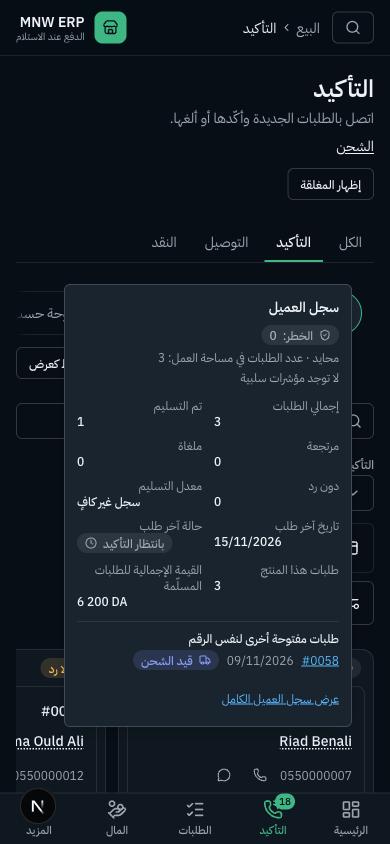 MNW ERP
الدفع عند الاستلام
البيع › التأكيد
التأكيد
اتصل بالطلبات الجديدة وأكّدها أو ألغها.
الشحن
إظهار المغلقة
الكل
التأكيد
التوصيل
النقد
سجل العميل
الخطر: 0
محايد · عدد الطلبات في مساحة العمل: 3
لا توجد مؤشرات سلبية
إجمالي الطلبات
3
تم التسليم
1
مرتجعة
0
ملغاة
0
دون رد
0
معدل التسليم
سجل غير كافٍ
تاريخ آخر طلب
15/11/2026
حالة آخر طلب
بانتظار التأكيد
طلبات هذا المنتج
3
القيمة الإجمالية للطلبات المسلّمة
6 200 DA
طلبات مفتوحة أخرى لنفس الرقم
#0058 09/11/2026 قيد الشحن
عرض سجل العميل الكامل
كعرض
رد
#00
Riad Benali
Ould Ali
0550000007
0550000012
الرئيسية
18
التأكيد
الطلبات
المال
N
المزيد